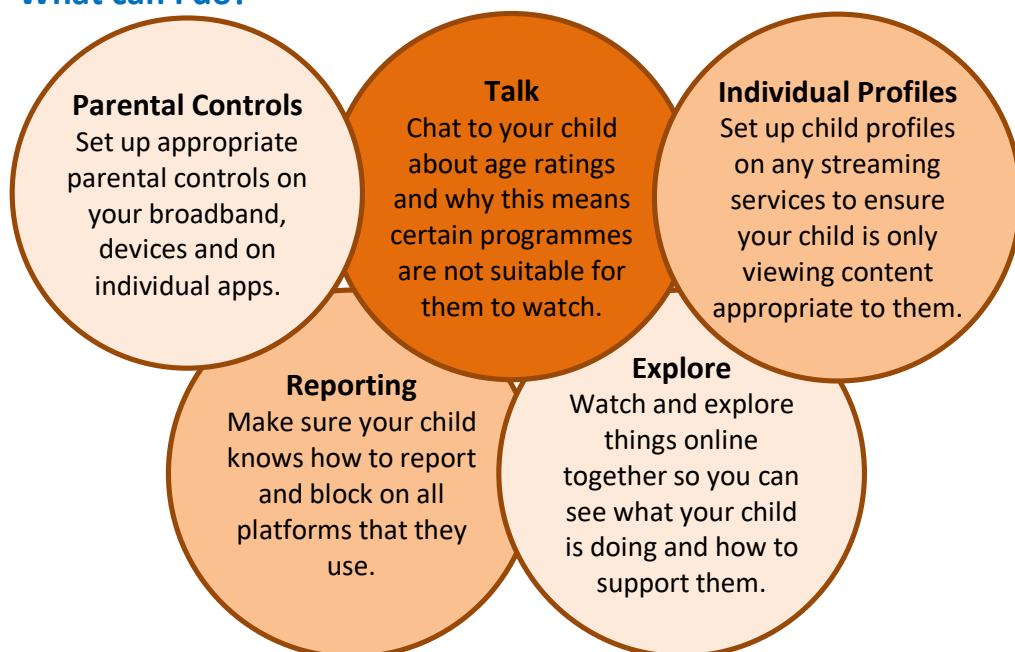 What can I do?
Parental Controls
Set up appropriate
parental controls on
your broadband,
devices and on
individual apps.
Talk
Chat to your child
about age ratings
and why this means
certain programmes
are not suitable for
them to watch.
Individual Profiles
Set up child profiles
on any streaming
services to ensure
your child is only
viewing content
appropriate to them.
Reporting
Make sure your child
knows how to report
and block on all
platforms that they
use.
Explore
Watch and explore
things online
together so you can
see what your child
is doing and how to
support them.